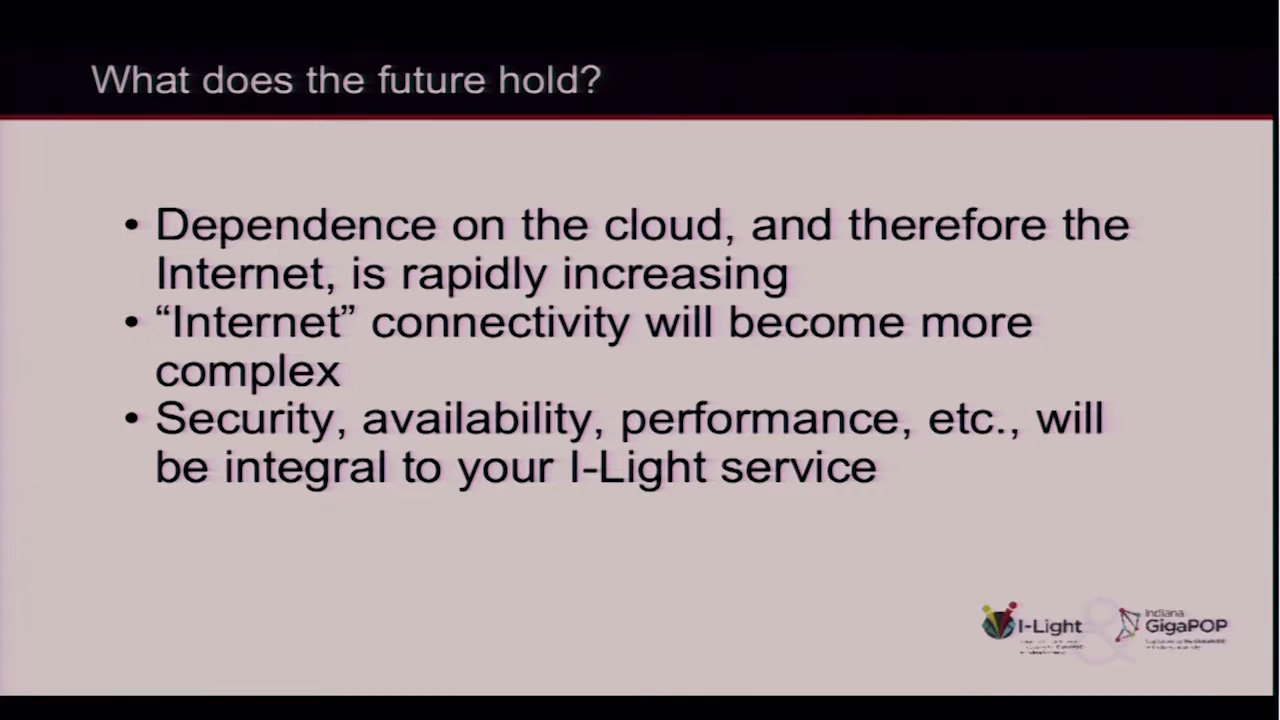 What does the future hold?
• Dependence on the cloud, and therefore the
Internet, is rapidly increasing
• “Internet” connectivity will become more
complex
• Security, availability, performance, etc., will
be integral to your I-Light service
I-Light
&
Indiana
GigaPOP